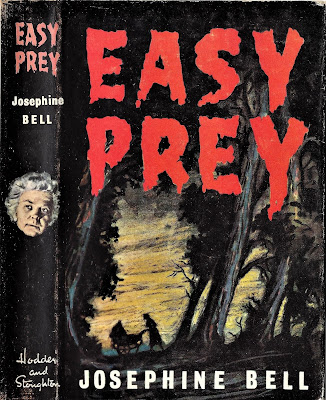 EASY
PREY
Josephine
BELL
Hodder
and
Stoughton
EASY
PREY
JOSEPHINE BELL